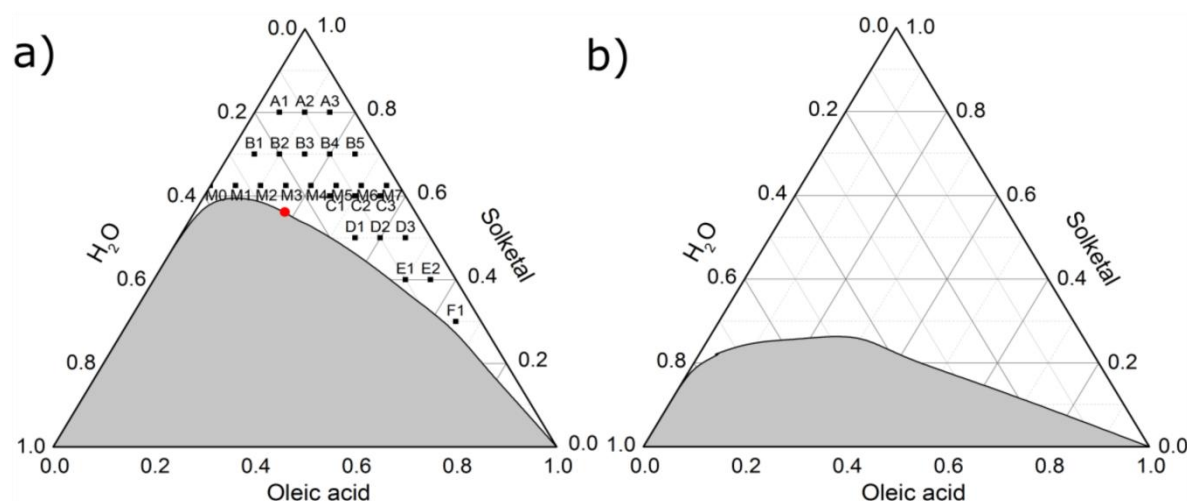 a)
0.0 1.0
0.2
A1 A2 A3
0.8
B1 B2 B3 B4 B5
0.4
M0 M1 M2 M3 M4 M5 M6 M7
0.6
C1 C2 C3
D1 D2 D3
H2O
Solketal
0.6
E1 E2
0.4
F1
0.8
0.2
1.0
0.0
0.0 0.2 0.4 0.6 0.8 1.0
Oleic acid
b)
0.0 1.0
0.2
0.8
0.4
0.6
H2O
Solketal
0.6
0.4
0.8
0.2
1.0
0.0
0.0 0.2 0.4 0.6 0.8 1.0
Oleic acid